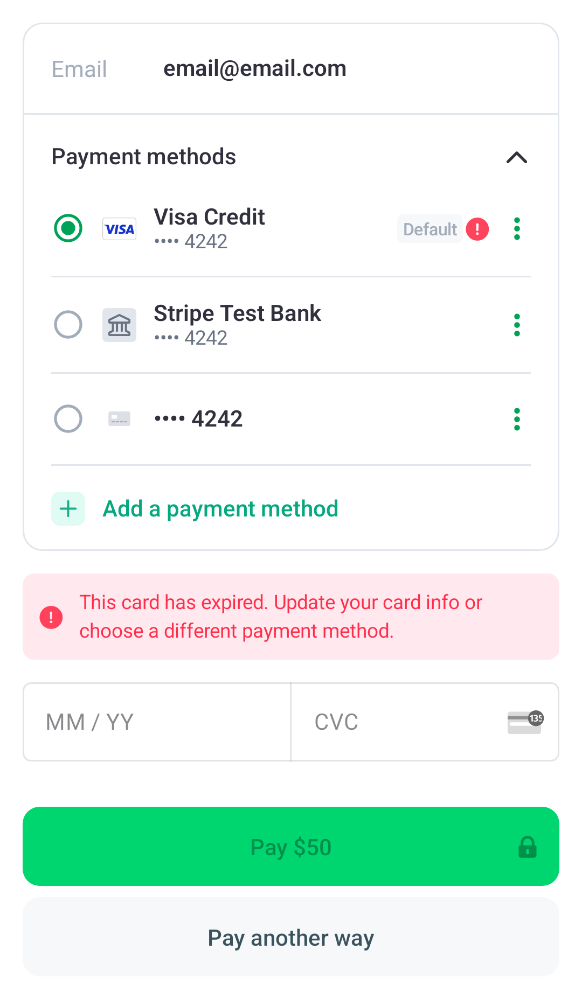 Email email@email.com
Payment methods
VISA Visa Credit Default !
•••• 4242
Stripe Test Bank
•••• 4242
•••• 4242
+ Add a payment method
! This card has expired. Update your card info or
choose a different payment method.
MM / YY CVC 135
Pay $50
Pay another way